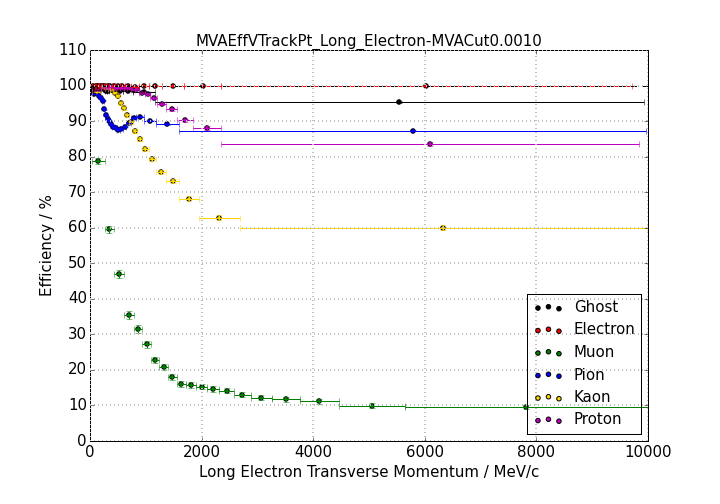 MVAEffVTrackPt_Long_Electron-MVACut0.0010
110
100
90
80
70
60
50
40
30
20
10
0
Efficiency / %
Ghost
Electron
Muon
Pion
Kaon
Proton
0 2000 4000 6000 8000 10000
Long Electron Transverse Momentum / MeV/c